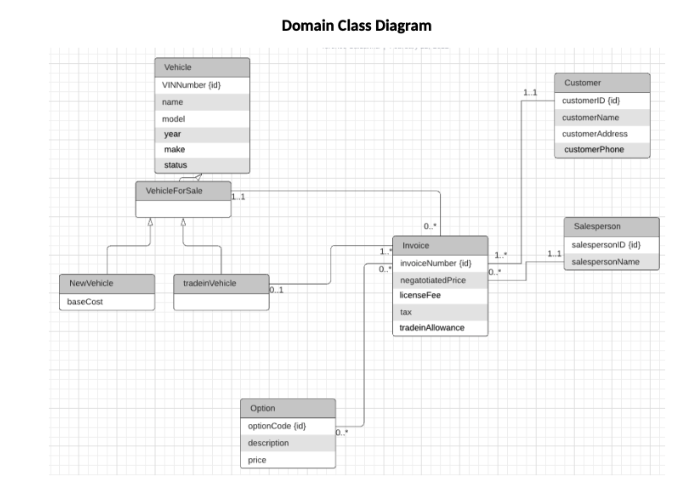 Domain Class Diagram
Vehicle
VINNumber {id}
name
model
year
make
status
Customer
customerID {id}
customerName
customerAddress
customerPhone
1..1
VehicleForSale
1..1
0..*
Salesperson
salespersonID {id}
salespersonName
1..1
Invoice
invoiceNumber {id}
negatotiatedPrice
licenseFee
tax
tradeinAllowance
1..*
0..*
1..*
0..*
NewVehicle
baseCost
tradeinVehicle
0..1
Option
optionCode {id}
description
price
0..*